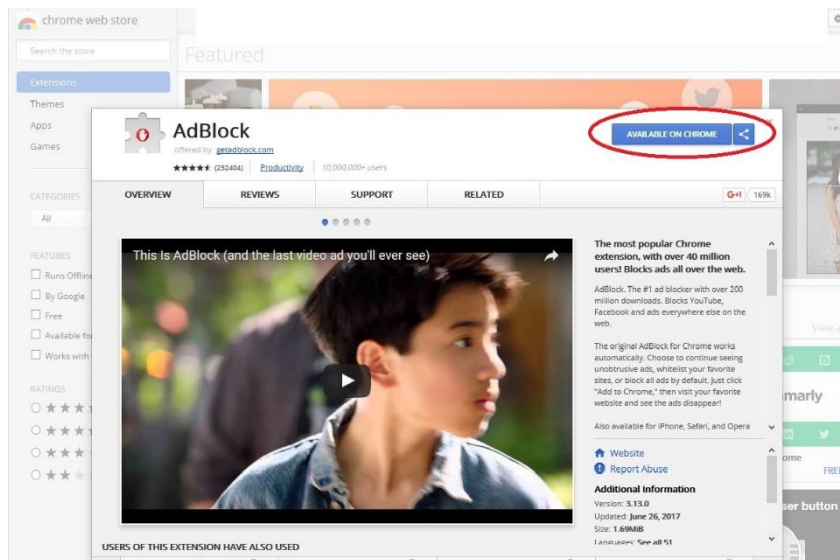 chrome web store
Search the store
Featured
Extensions
Themes
Apps
Games
CATEGORIES
All
FEATURES
Runs Offline
By Google
Free
Available for
Works with
RATINGS
AdBlock
offered by getadblock.com
(232404) Productivity 10,000,000+ users
AVAILABLE ON CHROME
OVERVIEW REVIEWS SUPPORT RELATED
G+1 169k
This Is AdBlock (and the last video ad you'll ever see)
The most popular Chrome
extension, with over 40 million
users! Blocks ads all over the web.
AdBlock. The #1 ad blocker with over 200
million downloads. Blocks YouTube,
Facebook and ads everywhere else on the
web.
The original AdBlock for Chrome works
automatically. Choose to continue seeing
unobtrusive ads, whitelist your favorite
sites, or block all ads by default. Just click
"Add to Chrome," then visit your favorite
website and see the ads disappear!
Also available for iPhone, Safari, and Opera
Website
Report Abuse
Additional Information
Version: 3.13.0
Updated: June 26, 2017
Size: 1.69MiB
Languages: See all 51
USERS OF THIS EXTENSION HAVE ALSO USED
View a
marly
ome
FREE
ser button